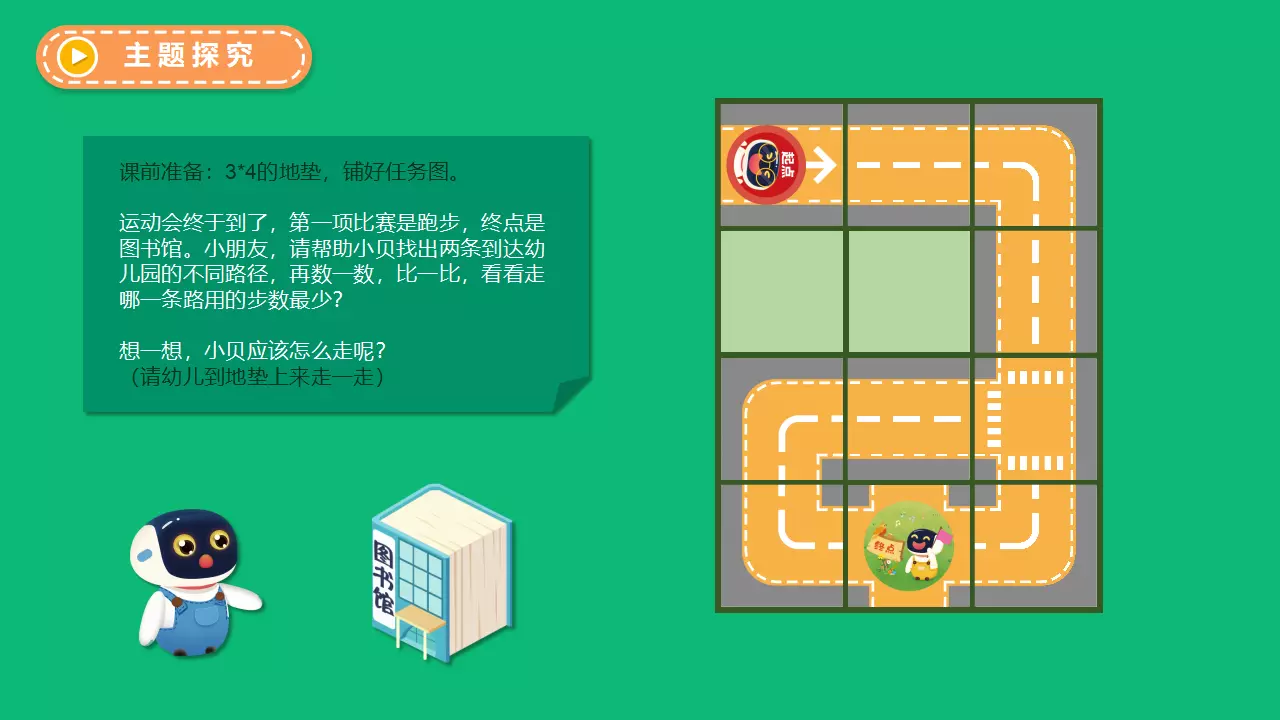 主题探究
课前准备：3*4的地垫，铺好任务图。
运动会终于到了，第一项比赛是跑步，终点是
图书馆。小朋友，请帮助小贝找出两条到达幼
儿园的不同路径，再数一数，比一比，看看走
哪一条路用的步数最少？
想一想，小贝应该怎么走呢？
（请幼儿到地垫上来走一走）
起点
图书馆
终点